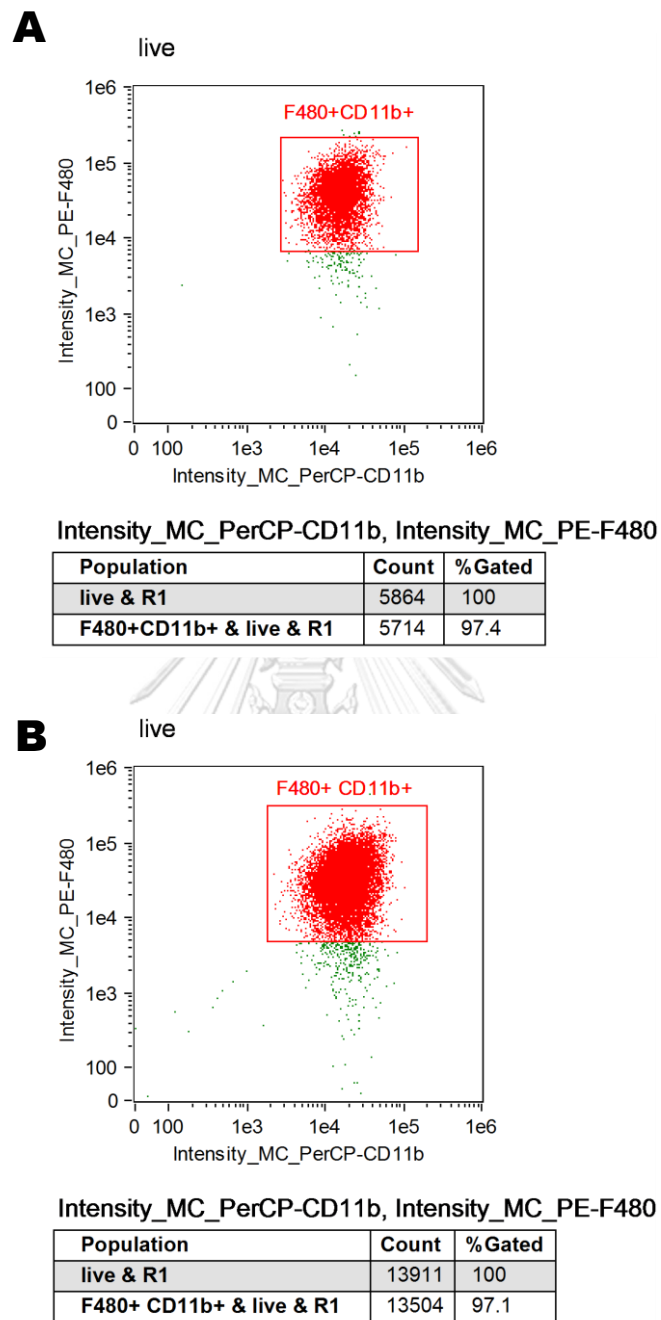 A
live
F480+CD11b+
1e6
1e5
1e4
1e3
100
0
Intensity_MC_PE-F480
0 100 1e3 1e4 1e5 1e6
Intensity_MC_PerCP-CD11b
Intensity_MC_PerCP-CD11b, Intensity_MC_PE-F480
Population Count %Gated
live & R1 5864 100
F480+CD11b+ & live & R1 5714 97.4
B
live
F480+ CD11b+
1e6
1e5
1e4
1e3
100
0
Intensity_MC_PE-F480
0 100 1e3 1e4 1e5 1e6
Intensity_MC_PerCP-CD11b
Intensity_MC_PerCP-CD11b, Intensity_MC_PE-F480
Population Count %Gated
live & R1 13911 100
F480+ CD11b+ & live & R1 13504 97.1